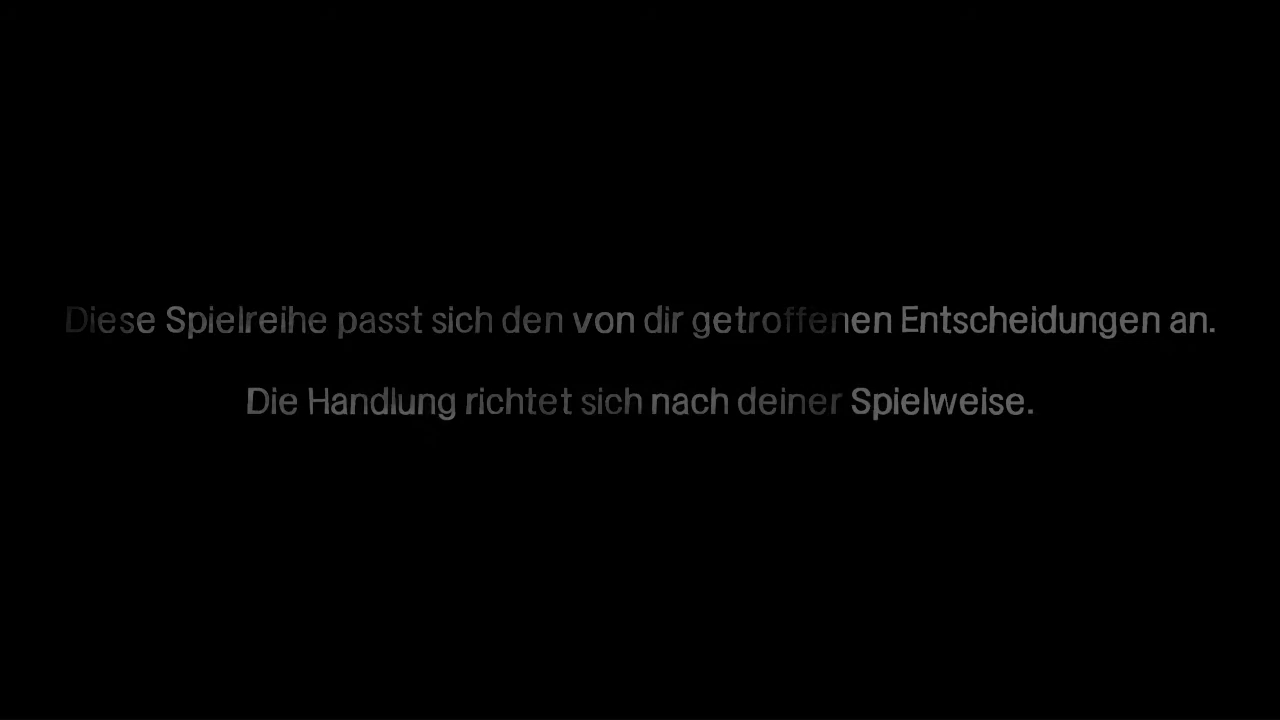 Diese Spielreihe passt sich den von dir getroffenen Entscheidungen an.
Die Handlung richtet sich nach deiner Spielweise.